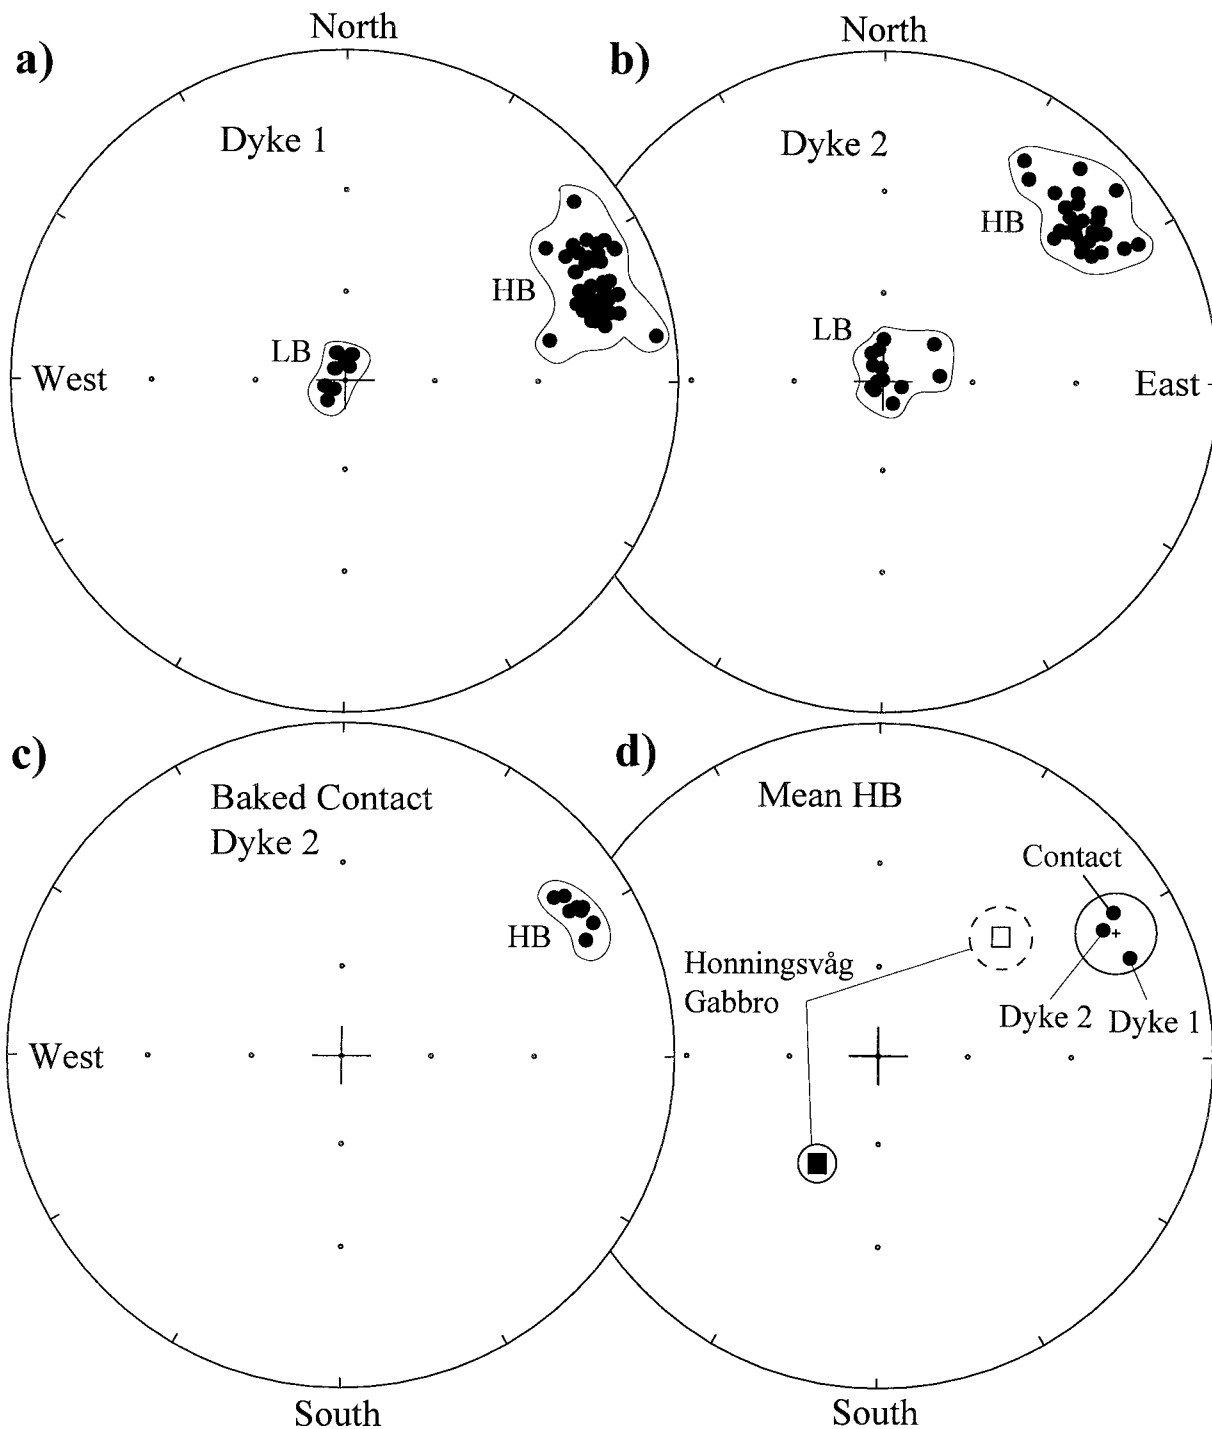 a)
North
Dyke 1
HB
LB
West
b)
North
Dyke 2
HB
LB
East
c)
Baked Contact
Dyke 2
HB
West
South
d)
Mean HB
Contact
Honningsvåg
Gabbro
Dyke 2
Dyke 1
South